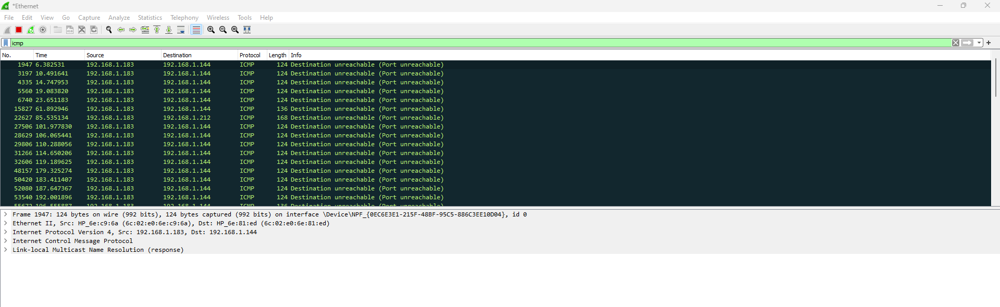 *Ethernet
File Edit View Go Capture Analyze Statistics Telephony Wireless Tools Help
icmp
No. Time Source Destination Protocol Length Info
1947 6.382531 192.168.1.183 192.168.1.144 ICMP 124 Destination unreachable (Port unreachable)
3197 10.491641 192.168.1.183 192.168.1.144 ICMP 124 Destination unreachable (Port unreachable)
4335 14.747953 192.168.1.183 192.168.1.144 ICMP 124 Destination unreachable (Port unreachable)
5560 19.083820 192.168.1.183 192.168.1.144 ICMP 124 Destination unreachable (Port unreachable)
6740 23.651183 192.168.1.183 192.168.1.144 ICMP 124 Destination unreachable (Port unreachable)
15827 61.892946 192.168.1.183 192.168.1.144 ICMP 136 Destination unreachable (Port unreachable)
22627 85.535134 192.168.1.183 192.168.1.212 ICMP 168 Destination unreachable (Port unreachable)
27506 101.977830 192.168.1.183 192.168.1.144 ICMP 124 Destination unreachable (Port unreachable)
28629 106.065441 192.168.1.183 192.168.1.144 ICMP 124 Destination unreachable (Port unreachable)
29806 110.288056 192.168.1.183 192.168.1.144 ICMP 124 Destination unreachable (Port unreachable)
31266 114.650206 192.168.1.183 192.168.1.144 ICMP 124 Destination unreachable (Port unreachable)
32606 119.189625 192.168.1.183 192.168.1.144 ICMP 124 Destination unreachable (Port unreachable)
48157 179.325274 192.168.1.183 192.168.1.144 ICMP 124 Destination unreachable (Port unreachable)
50420 183.411407 192.168.1.183 192.168.1.144 ICMP 124 Destination unreachable (Port unreachable)
52080 187.647367 192.168.1.183 192.168.1.144 ICMP 124 Destination unreachable (Port unreachable)
53540 192.001896 192.168.1.183 192.168.1.144 ICMP 124 Destination unreachable (Port unreachable)
192.168.1.183 192.168.1.144 ICMP Destination unreachable (Port unreachable)
Frame 1947: 124 bytes on wire (992 bits), 124 bytes captured (992 bits) on interface \Device\NPF_{0EC6E3E1-215F-48BF-95C5-886C3EE10D04}, id 0
Ethernet II, Src: HP_6e:c9:6a (6c:02:e0:6e:c9:6a), Dst: HP_6e:81:ed (6c:02:e0:6e:81:ed)
Internet Protocol Version 4, Src: 192.168.1.183, Dst: 192.168.1.144
Internet Control Message Protocol
Link-local Multicast Name Resolution (response)